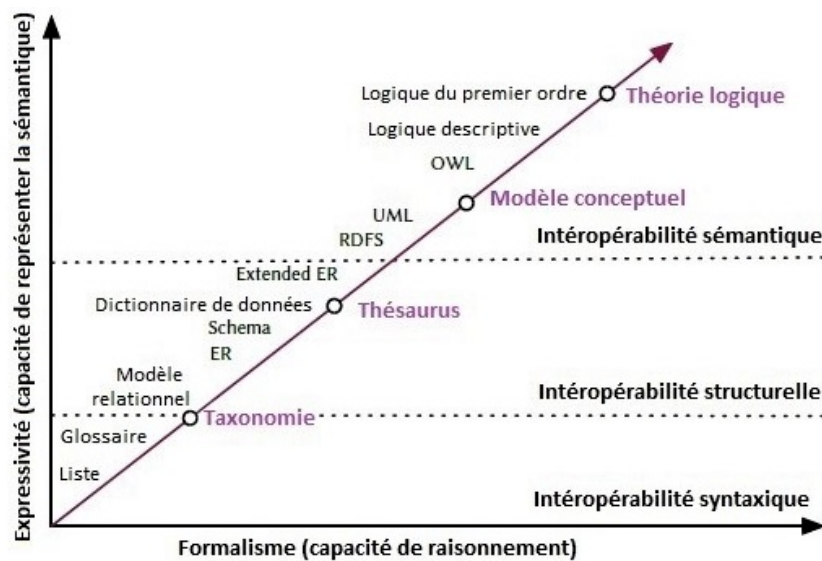 Expressivité (capacité de représenter la sémantique)
Logique du premier ordre
Théorie logique
Logique descriptive
OWL
Modèle conceptuel
UML
RDFS
Intéropérabilité sémantique
Extended ER
Dictionnaire de données
Thésaurus
Schema
ER
Modèle
relationnel
Intéropérabilité structurelle
Taxonomie
Glossaire
Liste
Intéropérabilité syntaxique
Formalisme (capacité de raisonnement)